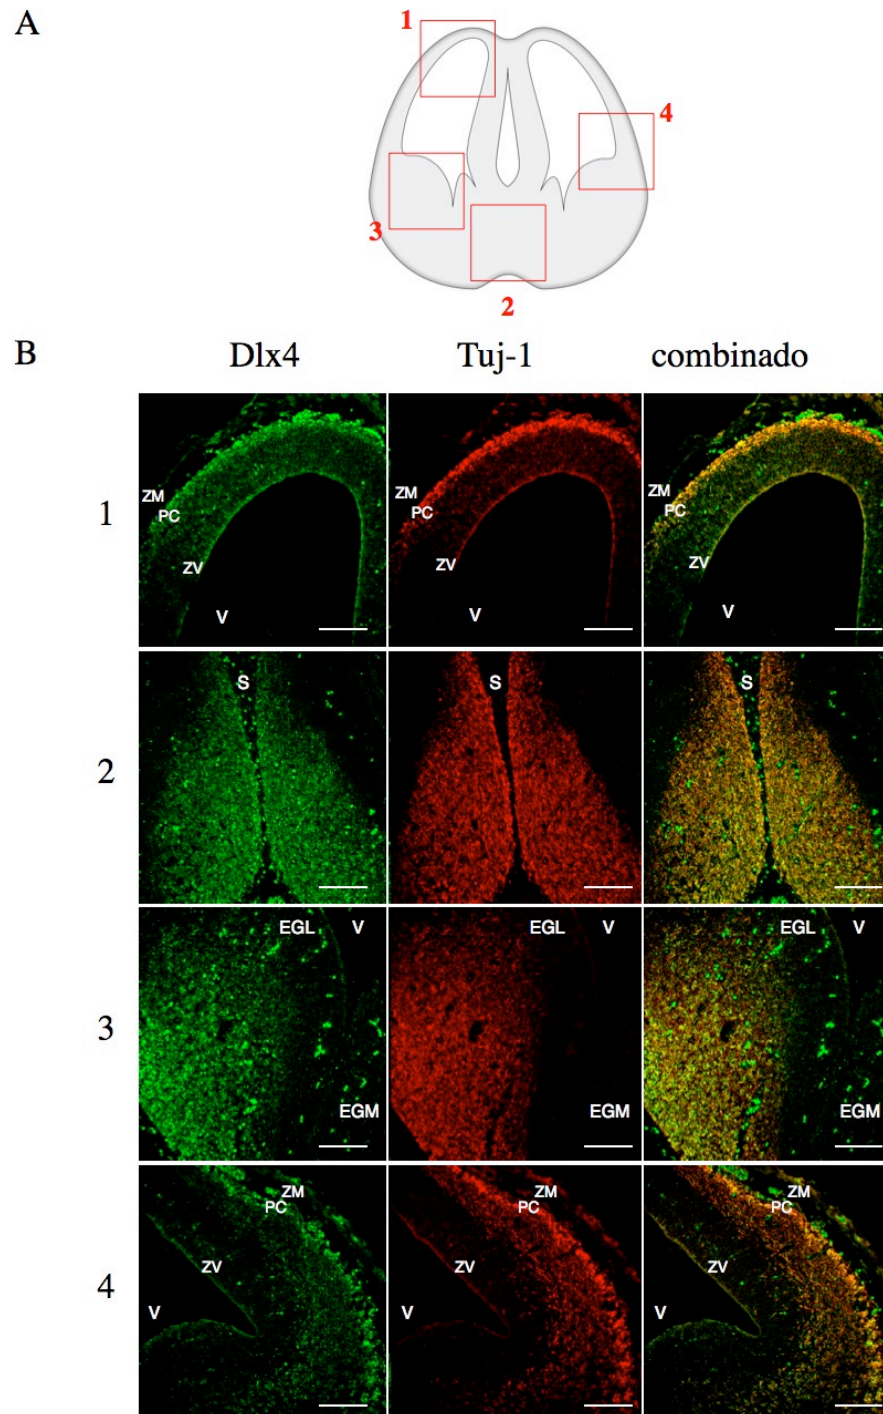 A
1
4
3
2
B
Dlx4 Tuj-1 combinado
1
ZM PC ZV V
ZM PC ZV V
ZM PC ZV V
2
S
S
S
3
EGL V EGM
EGL V EGM
EGL V EGM
4
ZM PC ZV V
ZM PC ZV V
ZM PC ZV V